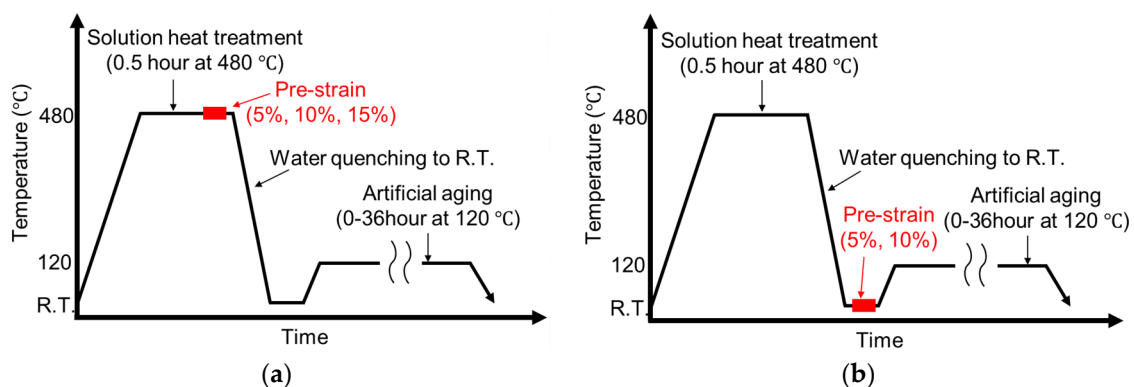 Solution heat treatment
(0.5 hour at 480 °C)
Pre-strain
(5%, 10%, 15%)
480
Water quenching to R.T.
Artificial aging
(0-36hour at 120 °C)
120
R.T.
Temperature (°C)
Time
(a)
Solution heat treatment
(0.5 hour at 480 °C)
480
Water quenching to R.T.
Artificial aging
(0-36hour at 120 °C)
Pre-strain
(5%, 10%)
120
R.T.
Temperature (°C)
Time
(b)